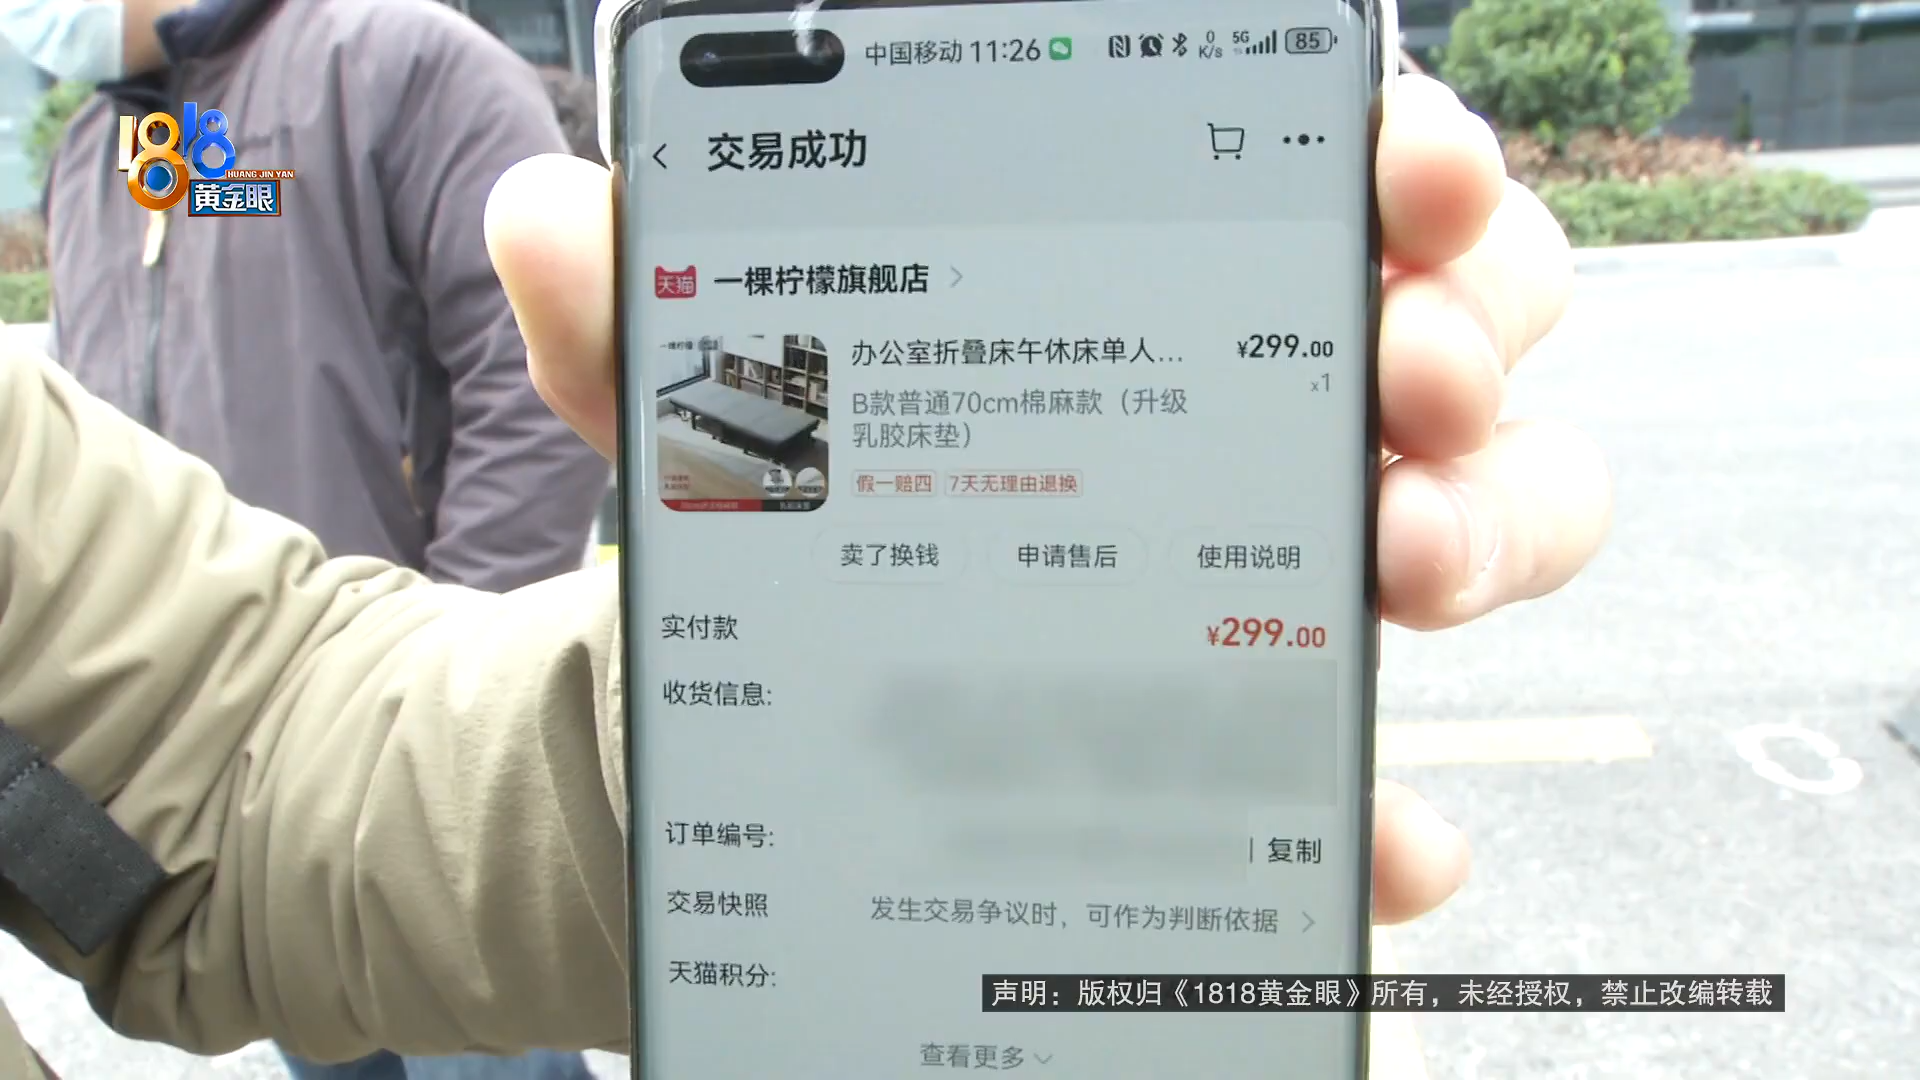 1818
HUANG JIN YAN
黄金眼
中国移动 11:26
0 K/s
5G
85
交易成功
天猫 一棵柠檬旗舰店
办公室折叠床午休床单人... ¥299.00
x1
B款普通70cm棉麻款（升级
乳胶床垫）
假一赔四 7天无理由退换
卖了换钱 申请售后 使用说明
实付款 ¥299.00
收货信息:
订单编号: | 复制
交易快照 发生交易争议时，可作为判断依据
天猫积分:
声明：版权归《1818黄金眼》所有，未经授权，禁止改编转载
查看更多